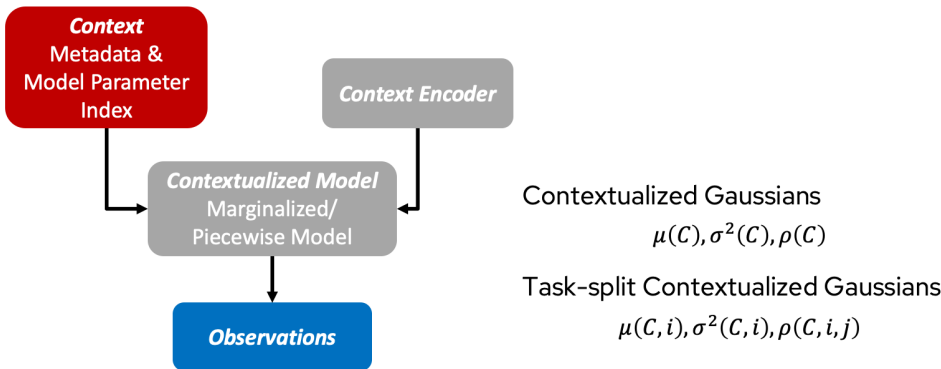 Context
Metadata &
Model Parameter
Index
Context Encoder
Contextualized Model
Marginalized/
Piecewise Model
Observations
Contextualized Gaussians
μ(C), σ²(C), ρ(C)
Task-split Contextualized Gaussians
μ(C, i), σ²(C, i), ρ(C, i, j)